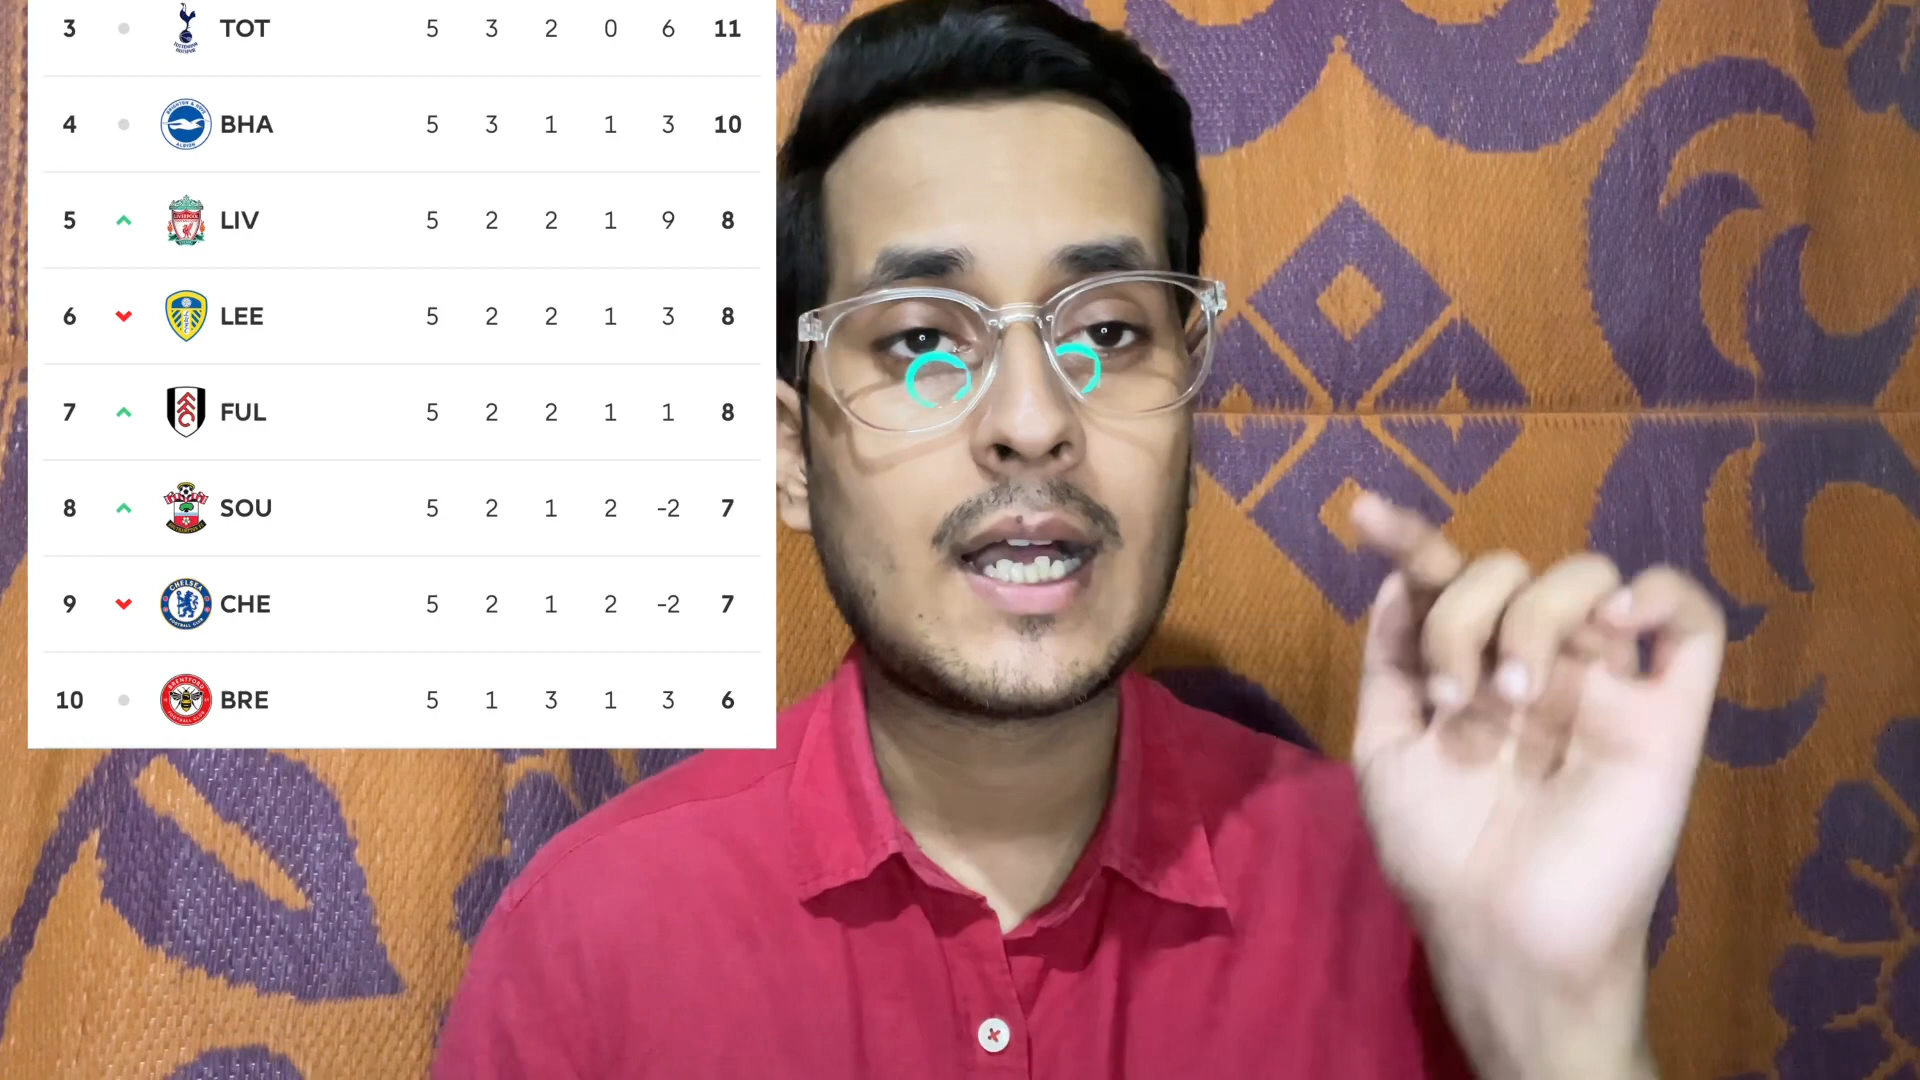 3 TOT 5 3 2 0 6 11
4 BHA 5 3 1 1 3 10
5 LIV 5 2 2 1 9 8
6 LEE 5 2 2 1 3 8
7 FUL 5 2 2 1 1 8
8 SOU 5 2 1 2 -2 7
9 CHE 5 2 1 2 -2 7
10 BRE 5 1 3 1 3 6